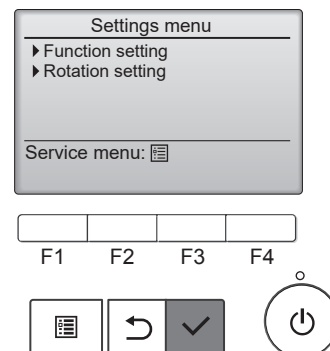 Settings menu
Function setting
Rotation setting
Service menu:
F1 F2 F3 F4